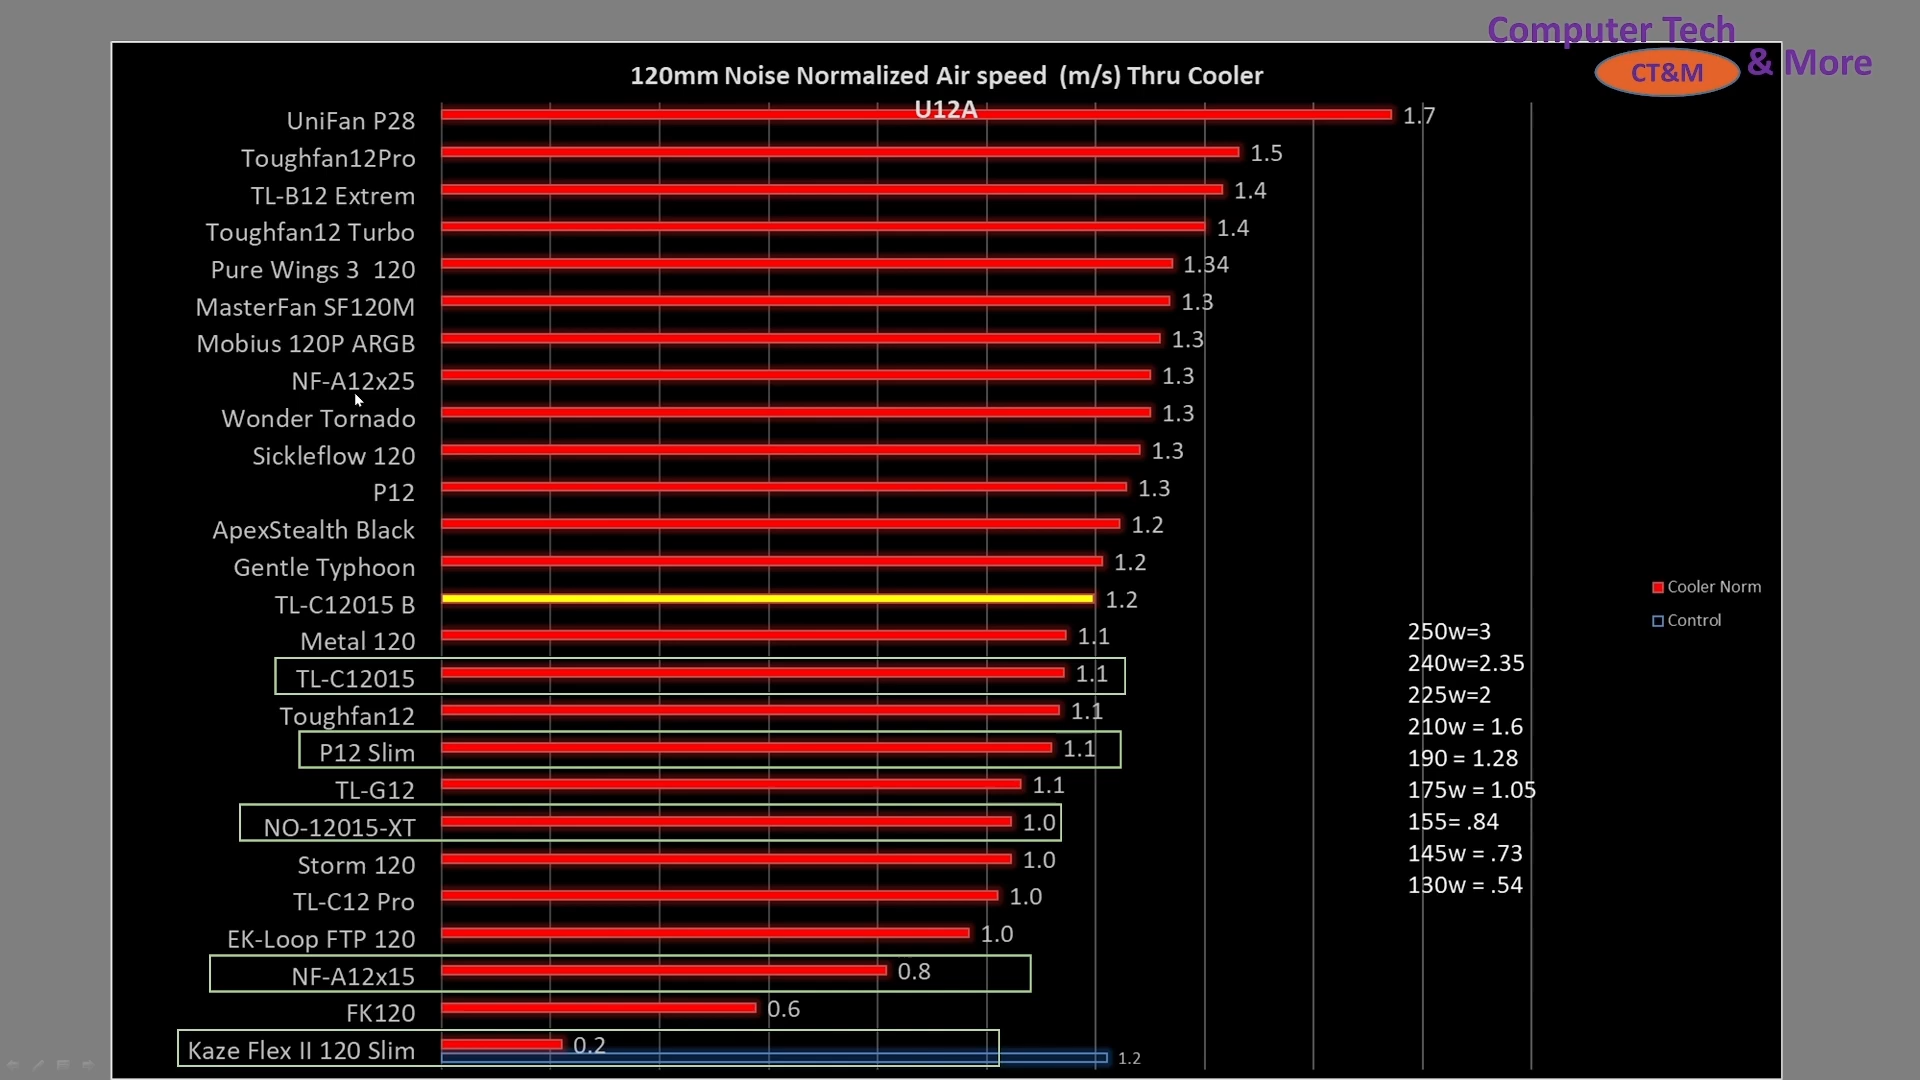 Computer Tech
CT&M & More
120mm Noise Normalized Air speed  (m/s) Thru Cooler
U12A
UniFan P28 1.7
Toughfan12Pro 1.5
TL-B12 Extrem 1.4
Toughfan12 Turbo 1.4
Pure Wings 3  120 1.34
MasterFan SF120M 1.3
Mobius 120P ARGB 1.3
NF-A12x25 1.3
Wonder Tornado 1.3
Sickleflow 120 1.3
P12 1.3
ApexStealth Black 1.2
Gentle Typhoon 1.2
TL-C12015 B 1.2
Metal 120 1.1
TL-C12015 1.1
Toughfan12 1.1
P12 Slim 1.1
TL-G12 1.1
NO-12015-XT 1.0
Storm 120 1.0
TL-C12 Pro 1.0
EK-Loop FTP 120 1.0
NF-A12x15 0.8
FK120 0.6
Kaze Flex II 120 Slim 0.2
1.2
Cooler Norm
Control
250w=3
240w=2.35
225w=2
210w = 1.6
190 = 1.28
175w = 1.05
155= .84
145w = .73
130w = .54